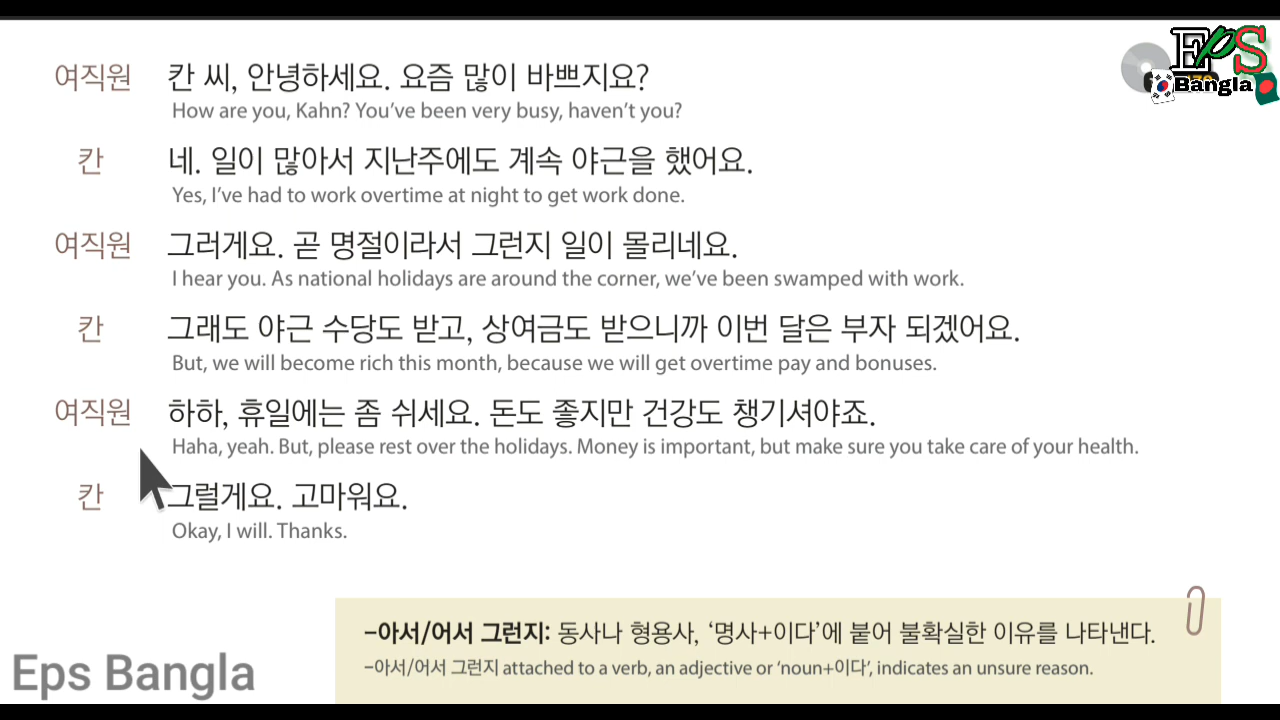 EPS
Bangla
여직원 칸 씨, 안녕하세요. 요즘 많이 바쁘지요?
How are you, Kahn? You've been very busy, haven't you?
칸 네. 일이 많아서 지난주에도 계속 야근을 했어요.
Yes, I've had to work overtime at night to get work done.
여직원 그러게요. 곧 명절이라서 그런지 일이 몰리네요.
I hear you. As national holidays are around the corner, we've been swamped with work.
칸 그래도 야근 수당도 받고, 상여금도 받으니까 이번 달은 부자 되겠어요.
But, we will become rich this month, because we will get overtime pay and bonuses.
여직원 하하, 휴일에는 좀 쉬세요. 돈도 좋지만 건강도 챙기셔야죠.
Haha, yeah. But, please rest over the holidays. Money is important, but make sure you take care of your health.
칸 그럴게요. 고마워요.
Okay, I will. Thanks.
–아서/어서 그런지: 동사나 형용사, ‘명사+이다’에 붙어 불확실한 이유를 나타낸다.
–아서/어서 그런지 attached to a verb, an adjective or ‘noun+이다’, indicates an unsure reason.
Eps Bangla